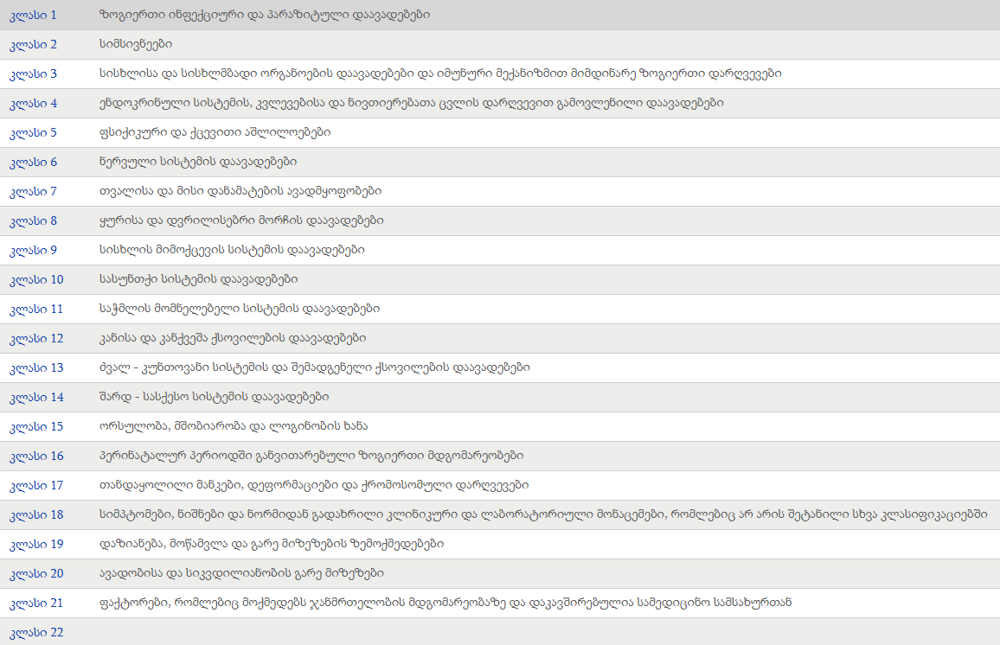 კლასი 1 ზოგიერთი ინფექციური და პარაზიტული დაავადებები
კლასი 2 სიმსივნეები
კლასი 3 სისხლისა და სისხლმბადი ორგანოების დაავადებები და იმუნური მექანიზმით მიმდინარე ზოგიერთი დარღვევები
კლასი 4 ენდოკრინული სისტემის, კვლევებისა და ნივთიერებათა ცვლის დარღვევით გამოვლენილი დაავადებები
კლასი 5 ფსიქიკური და ქცევითი აშლილოებები
კლასი 6 ნერვული სისტემის დაავადებები
კლასი 7 თვალისა და მისი დანამატების ავადმყოფობები
კლასი 8 ყურისა და დვრილისებრი მორჩის დაავადებები
კლასი 9 სისხლის მიმოქცევის სისტემის დაავადებები
კლასი 10 სასუნთქი სისტემის დაავადებები
კლასი 11 საჭმლის მომნელებელი სისტემის დაავადებები
კლასი 12 კანისა და კანქვეშა ქსოვილების დაავადებები
კლასი 13 ძვალ - კუნთოვანი სისტემის და შემადგენელი ქსოვილების დაავადებები
კლასი 14 შარდ - სასქესო სისტემის დაავადებები
კლასი 15 ორსულობა, მშობიარობა და ლოგინობის ხანა
კლასი 16 პერინატალურ პერიოდში განვითარებული ზოგიერთი მდგომარეობები
კლასი 17 თანდაყოლილი მანკები, დეფორმაციები და ქრომოსომული დარღვევები
კლასი 18 სიმპტომები, ნიშნები და ნორმიდან გადახრილი კლინიკური და ლაბორატორიული მონაცემები, რომლებიც არ არის შეტანილი სხვა კლასიფიკაციებში
კლასი 19 დაზიანება, მოწამვლა და გარე მიზეზების ზემოქმედებები
კლასი 20 ავადობისა და სიკვდილიანობის გარე მიზეზები
კლასი 21 ფაქტორები, რომლებიც მოქმედებს ჯანმრთელობის მდგომარეობაზე და დაკავშირებულია სამედიცინო სამსახურთან
კლასი 22